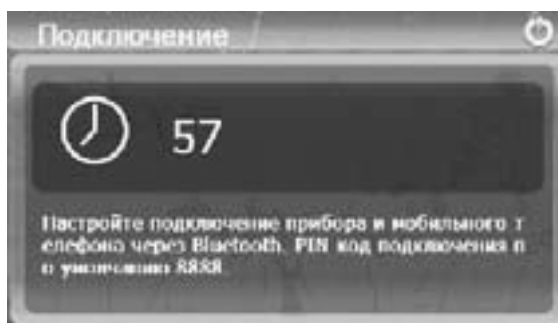 Подключение
57
Настройте подключение прибора и мобильного т
елефона через Bluetooth. PIN код подключения п
о умолчанию 8888.